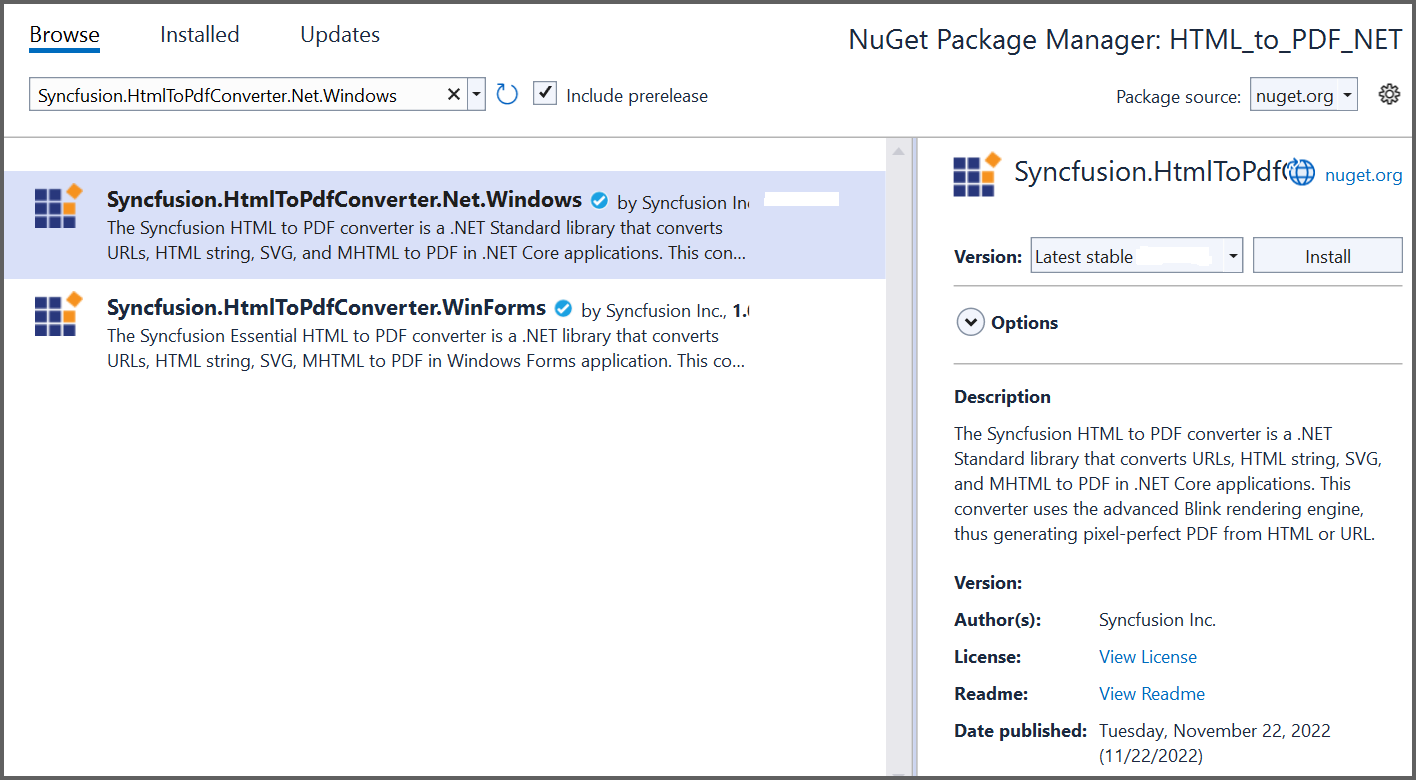 Browse Installed Updates
NuGet Package Manager: HTML_to_PDF_NET
Syncfusion.HtmlToPdfConverter.Net.Windows
Include prerelease
Package source: nuget.org
Syncfusion.HtmlToPdfConverter.Net.Windows by Syncfusion Inc
The Syncfusion HTML to PDF converter is a .NET Standard library that converts
URLs, HTML string, SVG, and MHTML to PDF in .NET Core applications. This con...
Syncfusion.HtmlToPdfConverter.WinForms by Syncfusion Inc., 1.0
The Syncfusion Essential HTML to PDF converter is a .NET library that converts
URLs, HTML string, SVG, MHTML to PDF in Windows Forms application. This co...
Syncfusion.HtmlToPdfC nuget.org
Version: Latest stable Install
Options
Description
The Syncfusion HTML to PDF converter is a .NET
Standard library that converts URLs, HTML string, SVG,
and MHTML to PDF in .NET Core applications. This
converter uses the advanced Blink rendering engine,
thus generating pixel-perfect PDF from HTML or URL.
Version:
Author(s): Syncfusion Inc.
License: View License
Readme: View Readme
Date published: Tuesday, November 22, 2022
(11/22/2022)